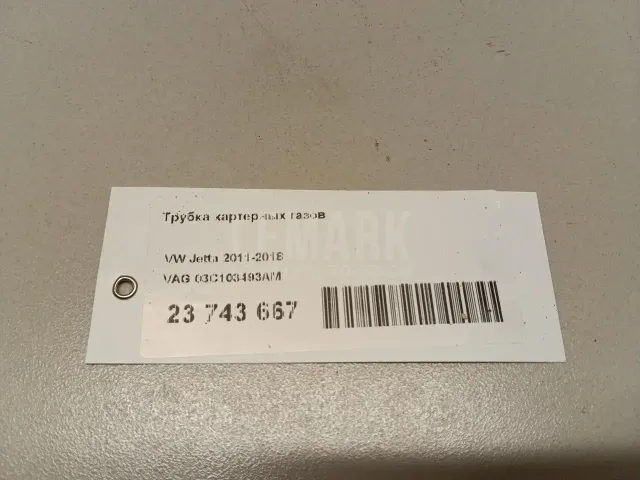 Трубка картерных газов
VW Jetta 2011-2018
VAG 03C103493AM
23 743 667